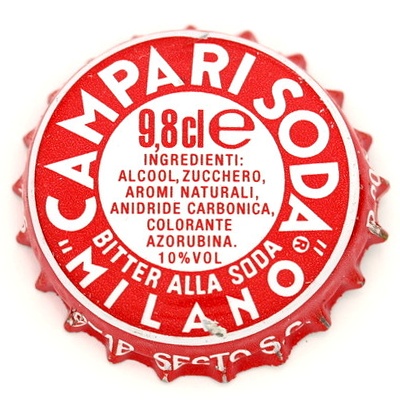 "CAMPARI SODA®"
9,8cl e
INGREDIENTI:
ALCOOL, ZUCCHERO,
AROMI NATURALI,
ANIDRIDE CARBONICA,
COLORANTE
AZORUBINA.
10%VOL
BITTER ALLA SODA
MILANO
SESTO S.